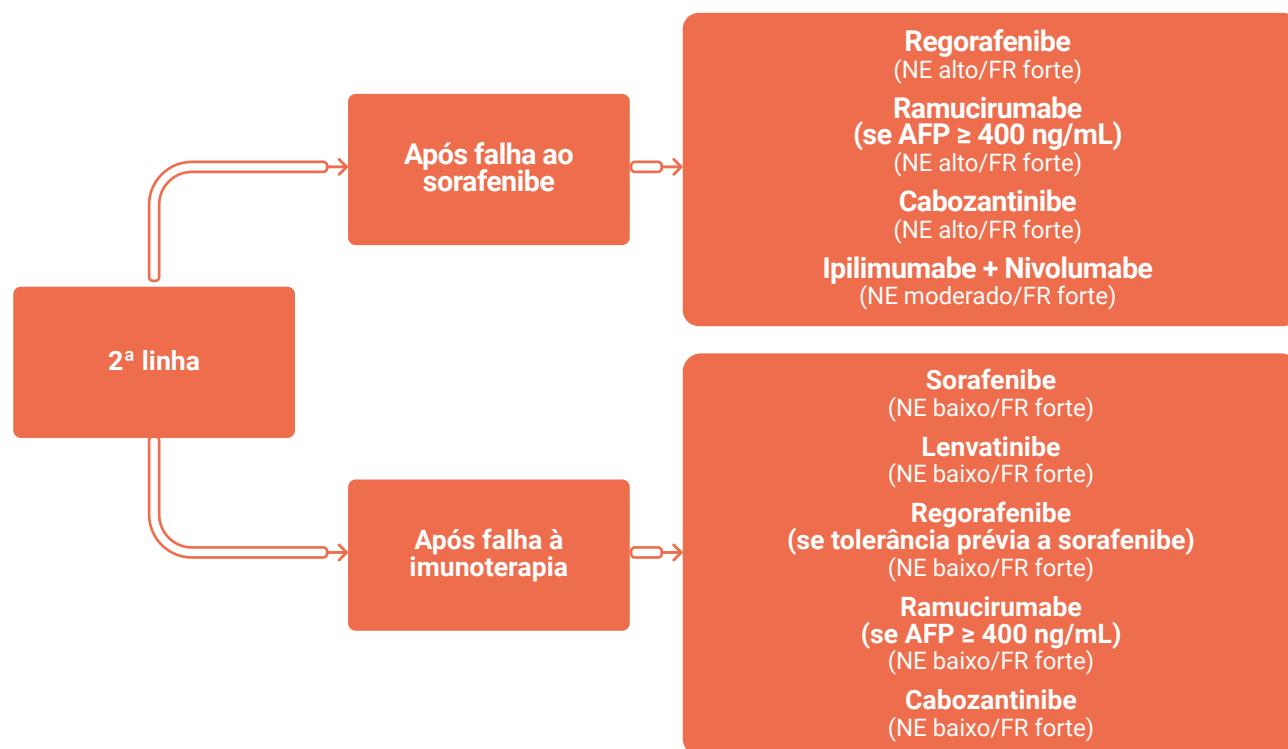 2ª linha
Após falha ao
sorafenibe
Regorafenibe
(NE alto/FR forte)
Ramucirumabe
(se AFP ≥ 400 ng/mL)
(NE alto/FR forte)
Cabozantinibe
(NE alto/FR forte)
Ipilimumabe + Nivolumabe
(NE moderado/FR forte)
Após falha à
imunoterapia
Sorafenibe
(NE baixo/FR forte)
Lenvatinibe
(NE baixo/FR forte)
Regorafenibe
(se tolerância prévia a sorafenibe)
(NE baixo/FR forte)
Ramucirumabe
(se AFP ≥ 400 ng/mL)
(NE baixo/FR forte)
Cabozantinibe
(NE baixo/FR forte)